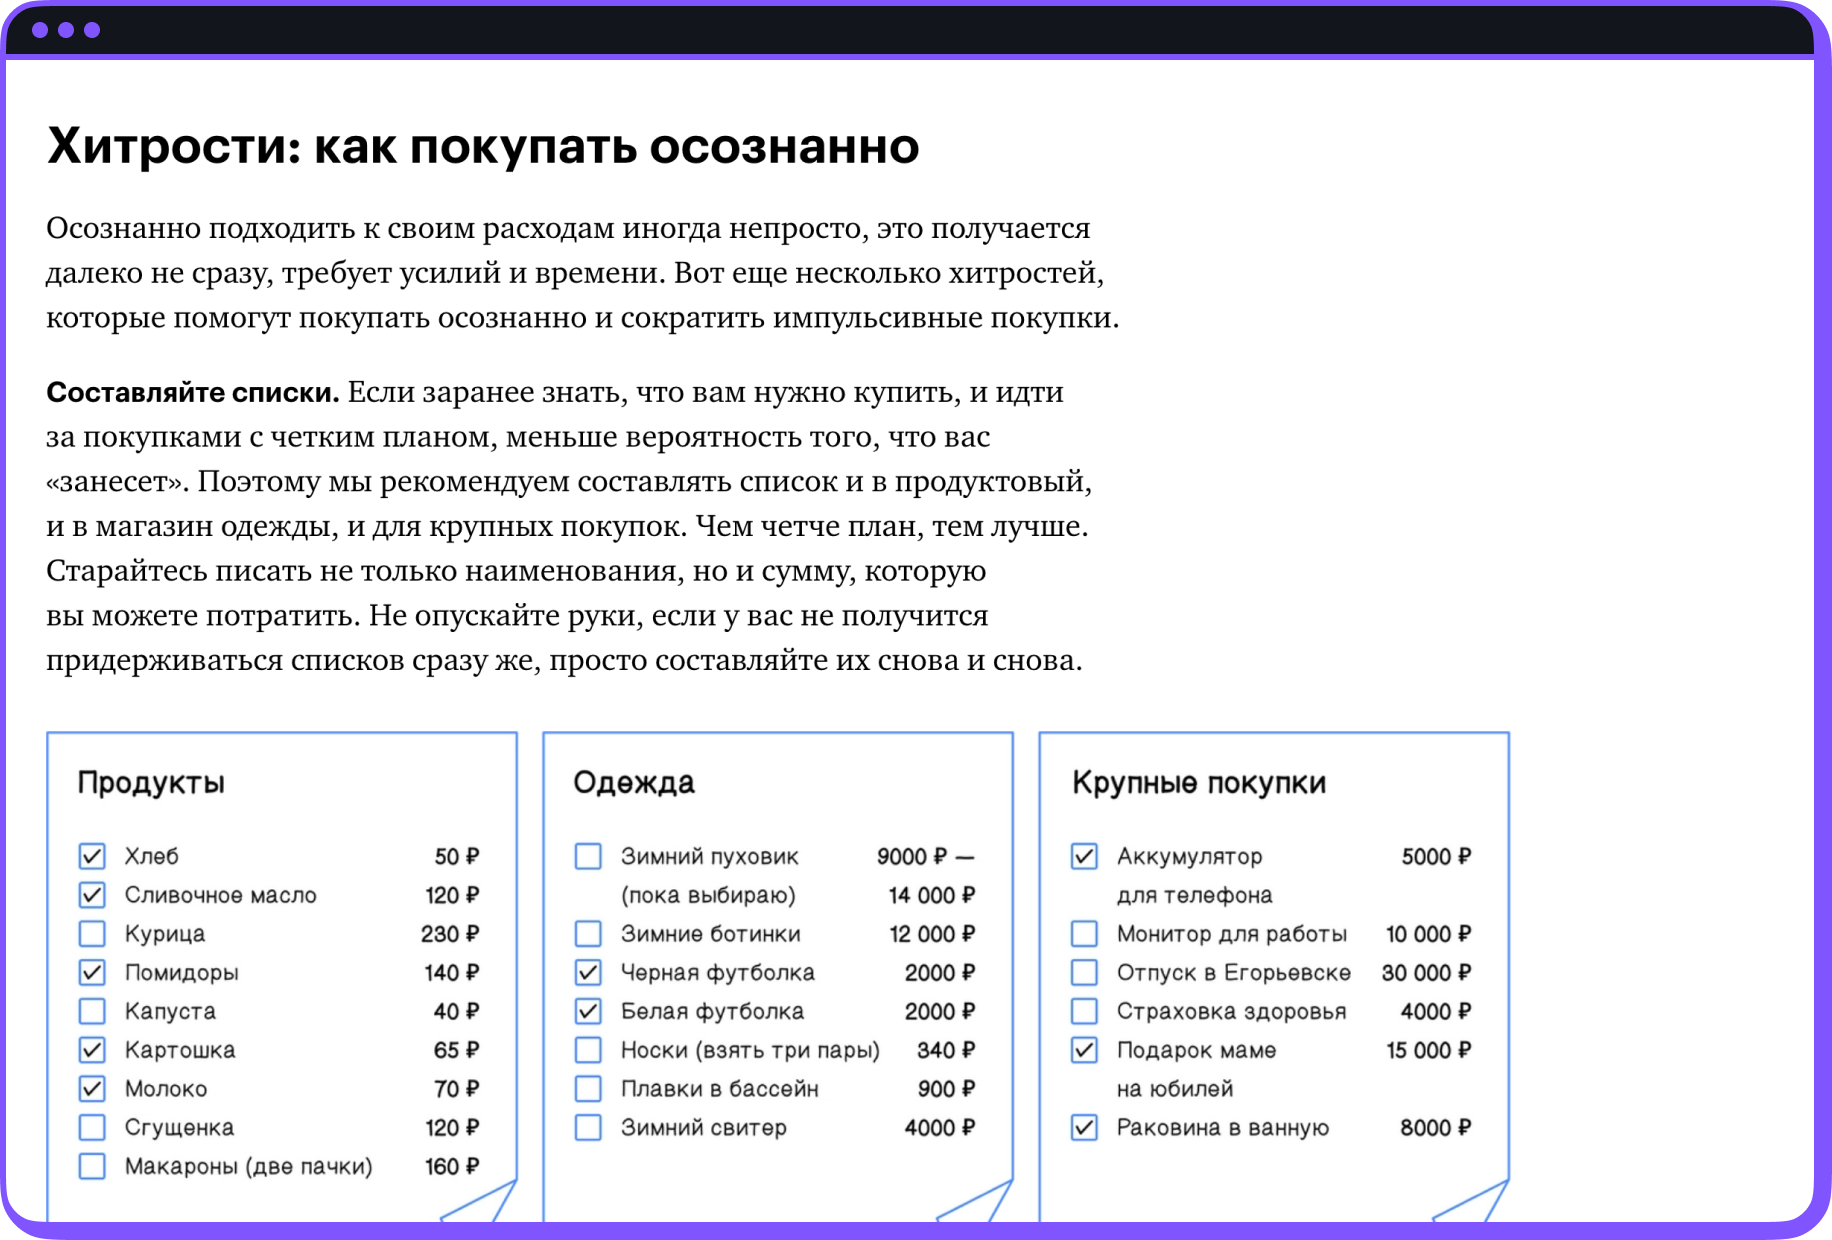 Хитрости: как покупать осознанно
Осознанно подходить к своим расходам иногда непросто, это получается
далеко не сразу, требует усилий и времени. Вот еще несколько хитростей,
которые помогут покупать осознанно и сократить импульсивные покупки.
Составляйте списки. Если заранее знать, что вам нужно купить, и идти
за покупками с четким планом, меньше вероятность того, что вас
«занесет». Поэтому мы рекомендуем составлять список и в продуктовый,
и в магазин одежды, и для крупных покупок. Чем четче план, тем лучше.
Старайтесь писать не только наименования, но и сумму, которую
вы можете потратить. Не опускайте руки, если у вас не получится
придерживаться списков сразу же, просто составляйте их снова и снова.
Продукты
Хлеб 50 ₽
Сливочное масло 120 ₽
Курица 230 ₽
Помидоры 140 ₽
Капуста 40 ₽
Картошка 65 ₽
Молоко 70 ₽
Сгущенка 120 ₽
Макароны (две пачки) 160 ₽
Одежда
Зимний пуховик 9000 ₽ —
(пока выбираю) 14 000 ₽
Зимние ботинки 12 000 ₽
Черная футболка 2000 ₽
Белая футболка 2000 ₽
Носки (взять три пары) 340 ₽
Плавки в бассейн 900 ₽
Зимний свитер 4000 ₽
Крупные покупки
Аккумулятор 5000 ₽
для телефона
Монитор для работы 10 000 ₽
Отпуск в Егорьевске 30 000 ₽
Страховка здоровья 4000 ₽
Подарок маме 15 000 ₽
на юбилей
Раковина в ванную 8000 ₽